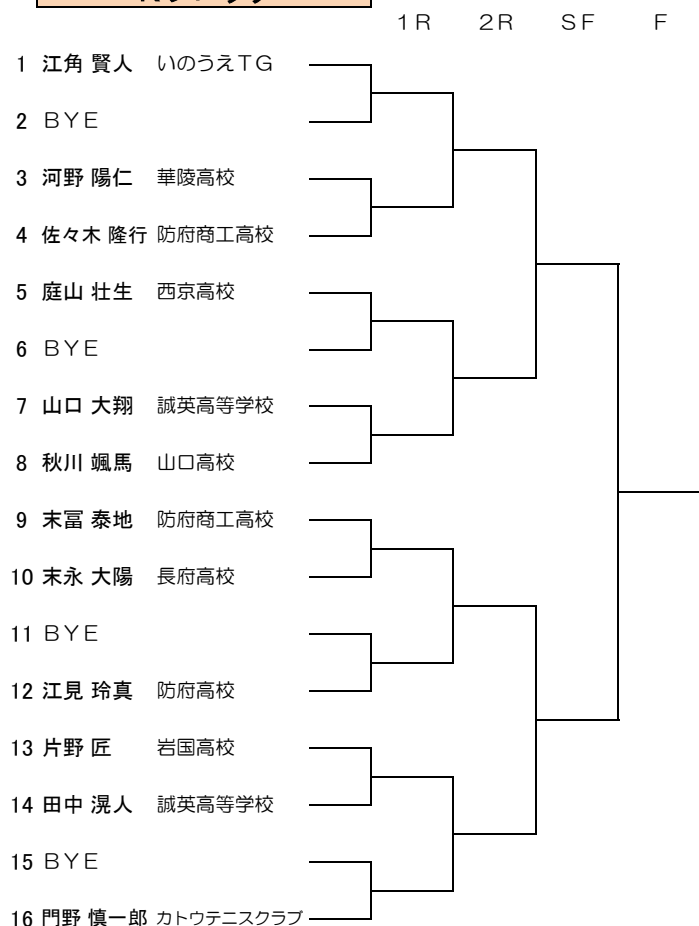 1R 2R SF F
1 江角 賢人 いのうえTG
2 BYE
3 河野 陽仁 華陵高校
4 佐々木 隆行 防府商工高校
5 庭山 壮生 西京高校
6 BYE
7 山口 大翔 誠英高等学校
8 秋川 颯馬 山口高校
9 末冨 泰地 防府商工高校
10 末永 大陽 長府高校
11 BYE
12 江見 玲真 防府高校
13 片野 匠 岩国高校
14 田中 滉人 誠英高等学校
15 BYE
16 門野 慎一郎 カトウテニスクラブ